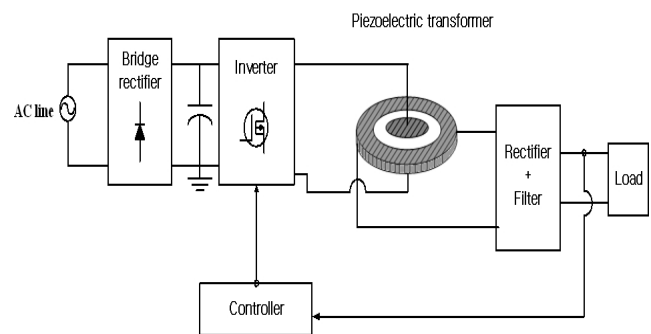 Piezoelectric transformer
Bridge
rectifier
Inverter
AC line
Rectifier
+
Filter
Load
Controller